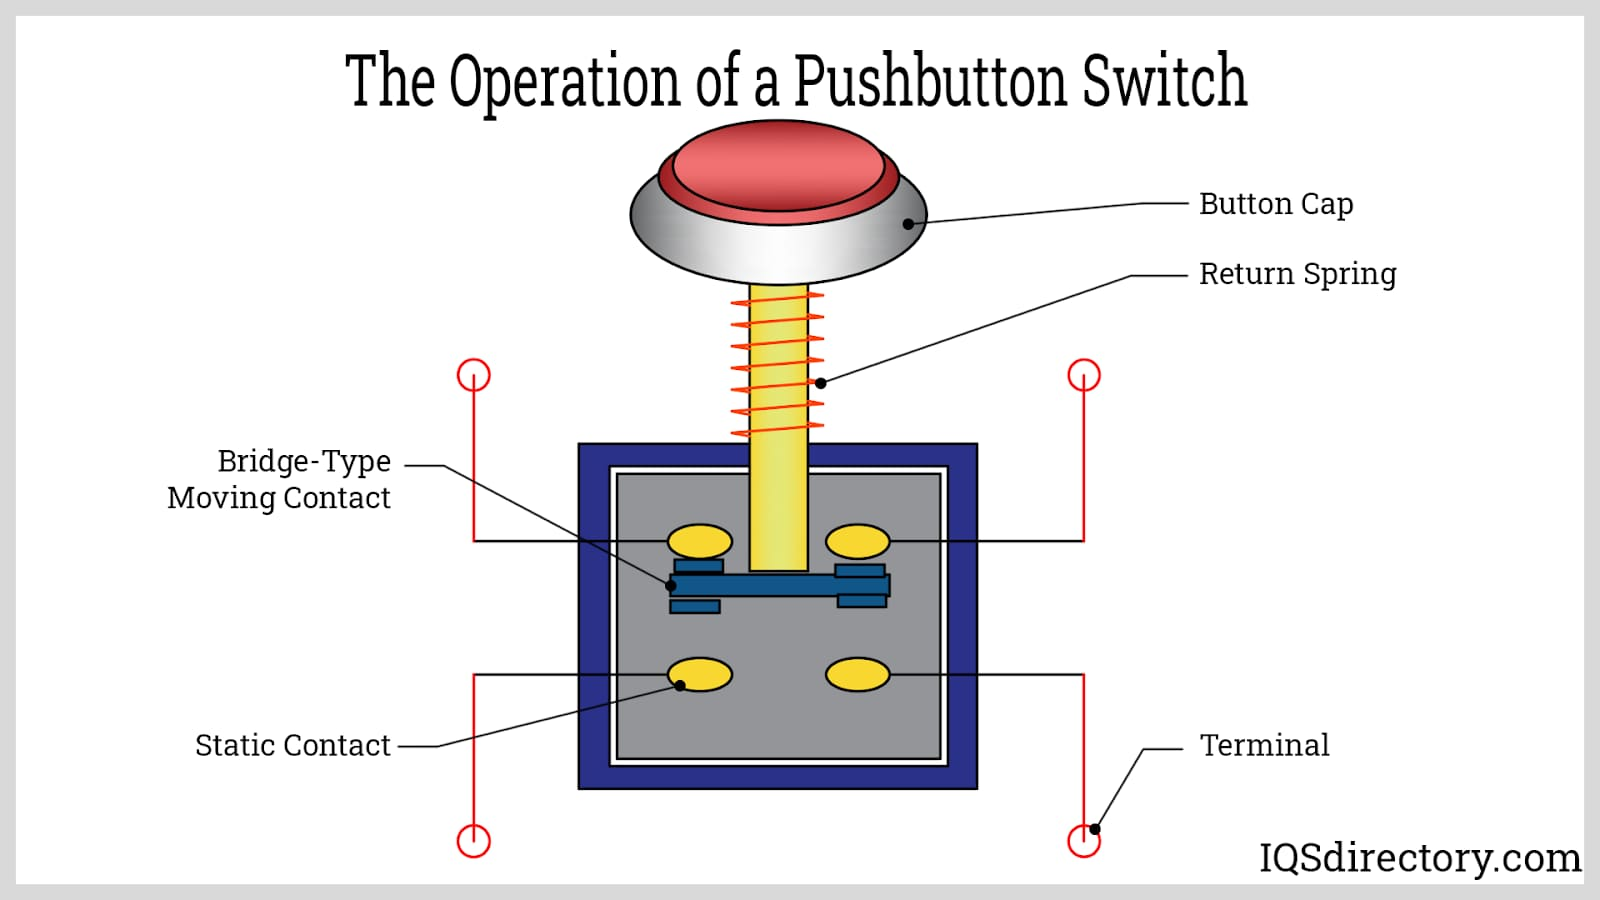 The Operation of a Pushbutton Switch
Button Cap
Return Spring
Bridge-Type
Moving Contact
Static Contact
Terminal
IQSdirectory.com